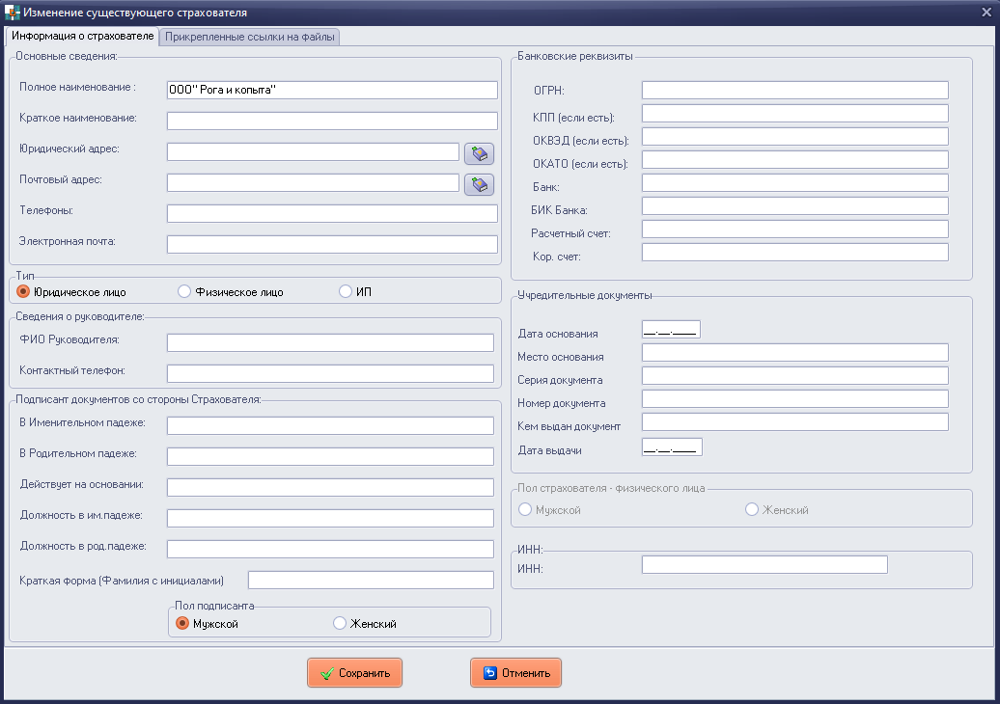 Изменение существующего страхователя
Информация о страхователе
Прикрепленные ссылки на файлы
Основные сведения:
Полное наименование :
ООО" Рога и копыта"
Краткое наименование:
Юридический адрес:
Почтовый адрес:
Телефоны:
Электронная почта:
Тип
Юридическое лицо
Физическое лицо
ИП
Сведения о руководителе:
ФИО Руководителя:
Контактный телефон:
Подписант документов со стороны Страхователя:
В Именительном падеже:
В Родительном падеже:
Действует на основании:
Должность в им.падеже:
Должность в род.падеже:
Краткая форма (Фамилия с инициалами)
Пол подписанта
Мужской
Женский
Банковские реквизиты
ОГРН:
КПП (если есть):
ОКВЭД (если есть):
ОКАТО (если есть):
Банк:
БИК Банка:
Расчетный счет:
Кор. счет:
Учредительные документы
Дата основания
__.__.____
Место основания
Серия документа
Номер документа
Кем выдан документ
Дата выдачи
__.__.____
Пол страхователя - физического лица
Мужской
Женский
ИНН:
ИНН:
Сохранить
Отменить